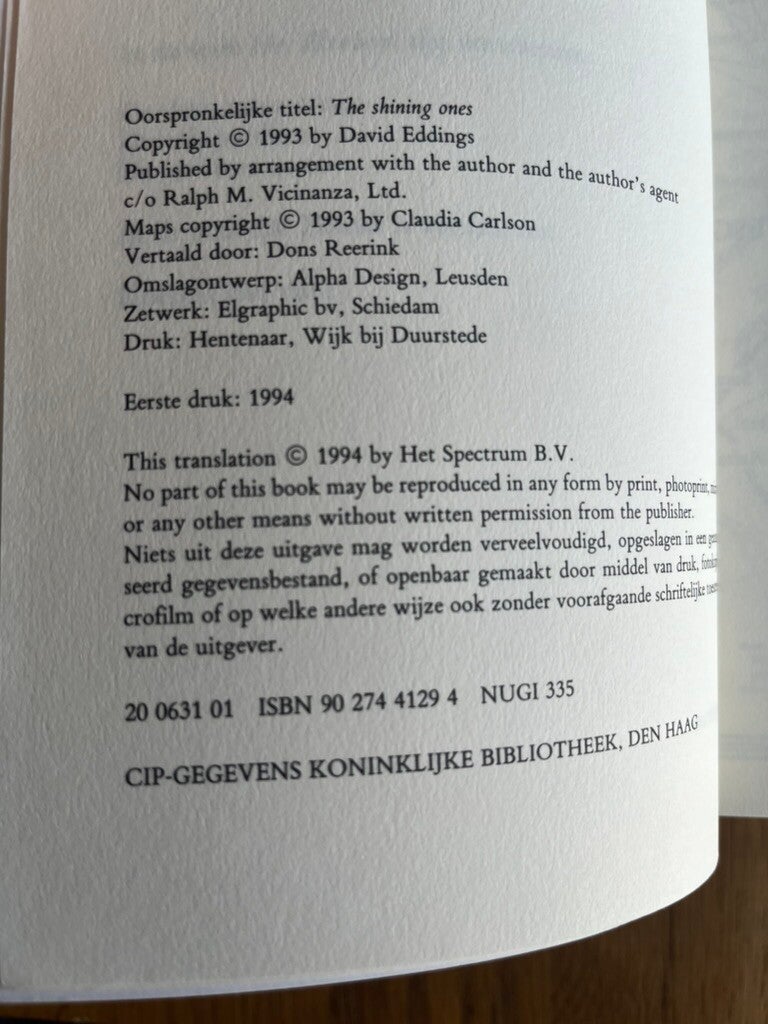 Oorspronkelijke titel: The shining ones
Copyright © 1993 by David Eddings
Published by arrangement with the author and the author's agent
c/o Ralph M. Vicinanza, Ltd.
Maps copyright © 1993 by Claudia Carlson
Vertaald door: Dons Reerink
Omslagontwerp: Alpha Design, Leusden
Zetwerk: Elgraphic bv, Schiedam
Druk: Hentenaar, Wijk bij Duurstede
Eerste druk: 1994
This translation © 1994 by Het Spectrum B.V.
No part of this book may be reproduced in any form by print, photoprint,
or any other means without written permission from the publisher.
Niets uit deze uitgave mag worden verveelvoudigd, opgeslagen in een
seerd gegevensbestand, of openbaar gemaakt door middel van druk,
crofilm of op welke andere wijze ook zonder voorafgaande schriftelijke
van de uitgever.
20 0631 01 ISBN 90 274 4129 4 NUGI 335
CIP-GEGEVENS KONINKLIJKE BIBLIOTHEEK, DEN HAAG